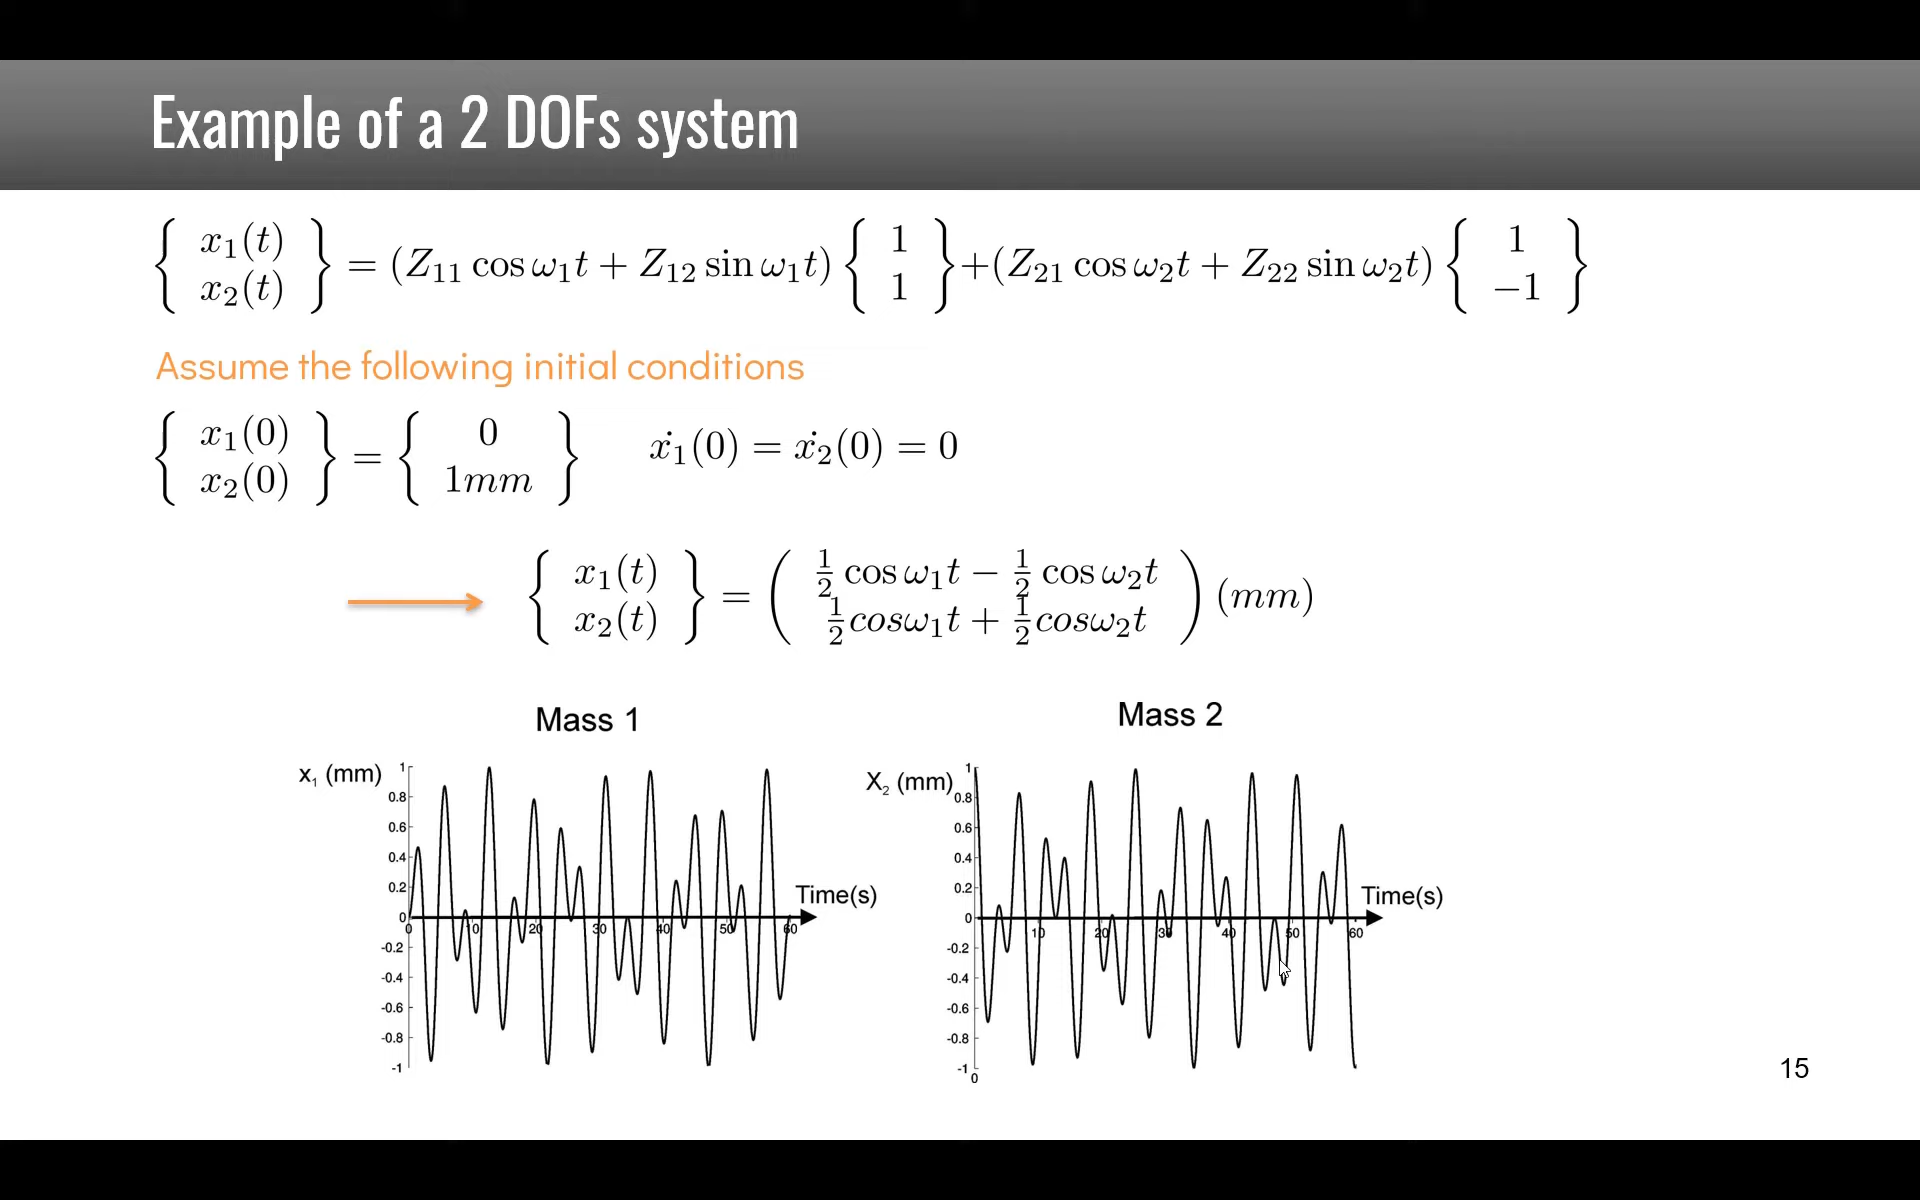 Example of a 2 DOFs system
{ x₁(t) x₂(t) } = (Z₁₁ cos ω₁t + Z₁₂ sin ω₁t) { 1 1 } +(Z₂₁ cos ω₂t + Z₂₂ sin ω₂t) { 1 −1 }
Assume the following initial conditions
{ x₁(0) x₂(0) } = { 0 1mm } ẋ₁(0) = ẋ₂(0) = 0
{ x₁(t) x₂(t) } = ( ½ cos ω₁t − ½ cos ω₂t ½cosω₁t + ½cosω₂t ) (mm)
Mass 1
x₁ (mm)
1
0.8
0.6
0.4
0.2
0
-0.2
-0.4
-0.6
-0.8
-1
0 10 20 30 40 50 60
Time(s)
Mass 2
X₂ (mm)
1
0.8
0.6
0.4
0.2
0
-0.2
-0.4
-0.6
-0.8
-1
0 10 20 30 40 50 60
Time(s)
15